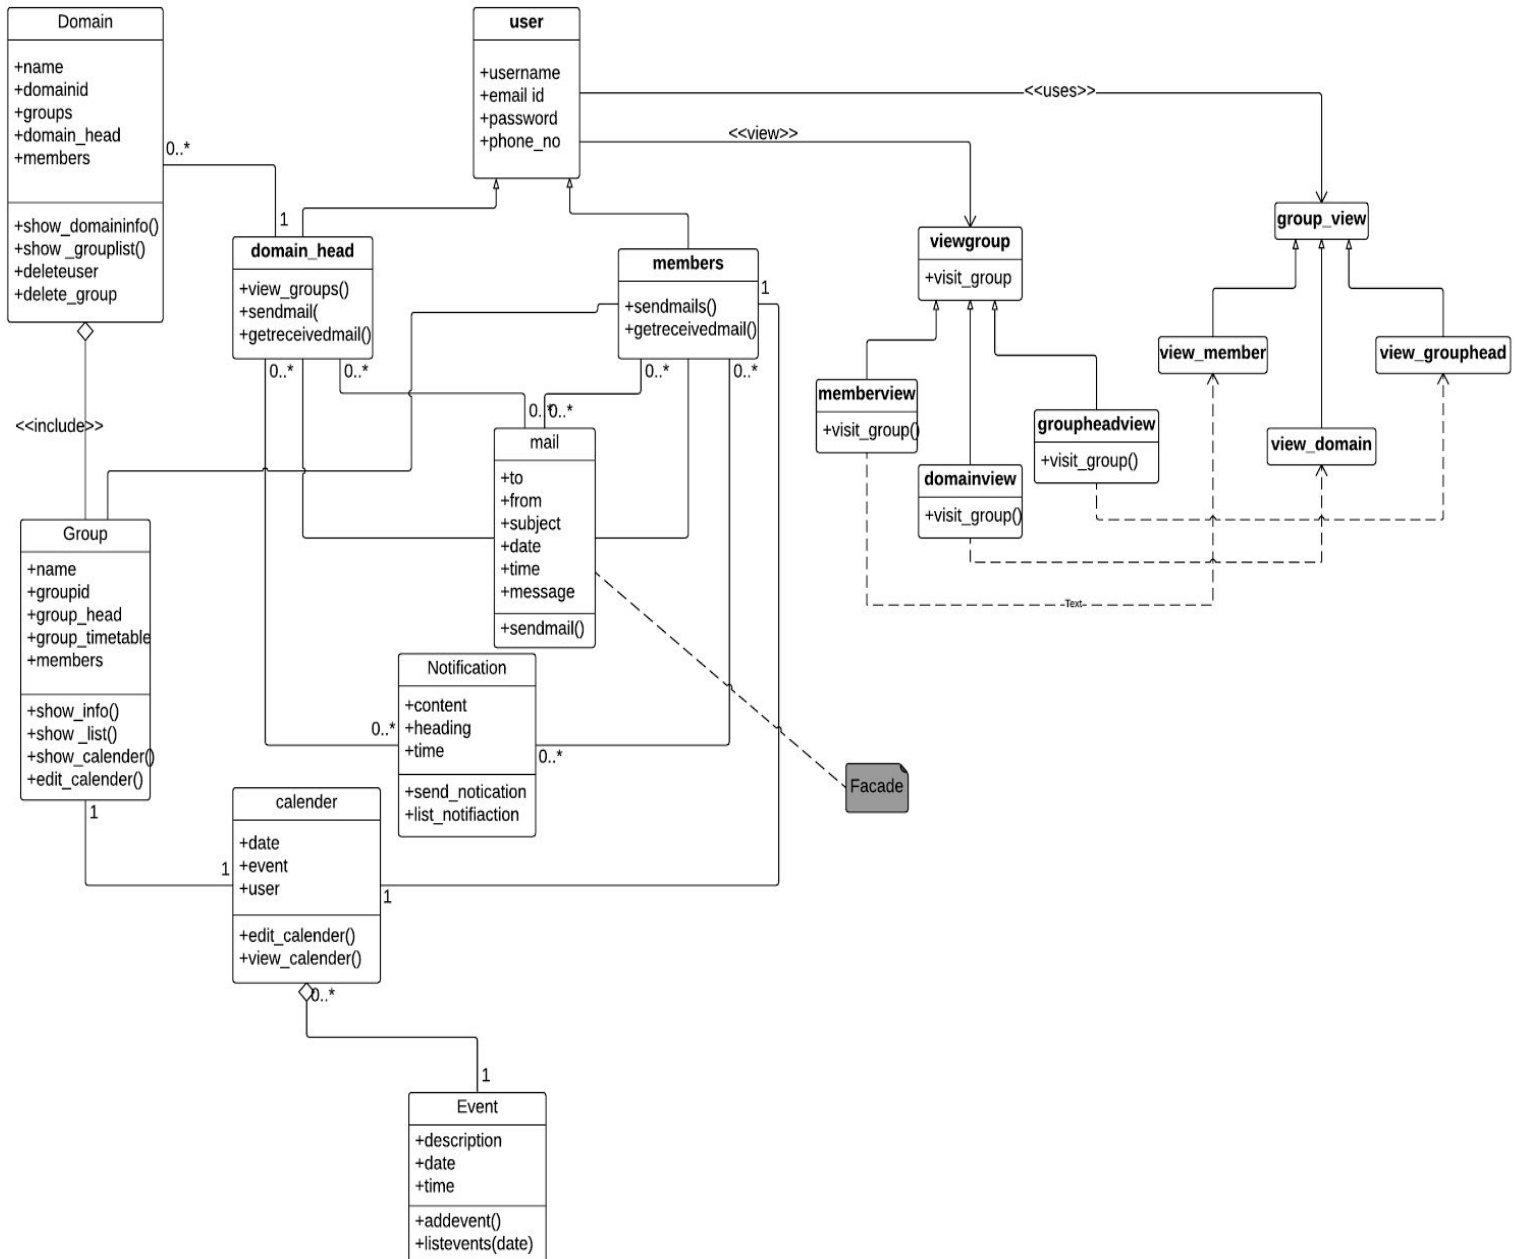 Domain
+name
+domainid
+groups
+domain_head
+members
+show_domaininfo()
+show _grouplist()
+deleteuser
+delete_group
0..*
1
user
+username
+email id
+password
+phone_no
<<uses>>
<<view>>
domain_head
+view_groups()
+sendmail(
+getreceivedmail()
0..*
0..*
members
+sendmails()
+getreceivedmail()
1
0..*
0..*
viewgroup
+visit_group
group_view
memberview
+visit_group()
domainview
+visit_group()
groupheadview
+visit_group()
view_member
view_grouphead
view_domain
Text
<<include>>
0..*
0..*
mail
+to
+from
+subject
+date
+time
+message
+sendmail()
Group
+name
+groupid
+group_head
+group_timetable
+members
+show_info()
+show _list()
+show_calender()
+edit_calender()
1
Notification
+content
+heading
+time
+send_notication
+list_notifiaction
0..*
0..*
Facade
calender
+date
+event
+user
+edit_calender()
+view_calender()
1
1
0..*
1
Event
+description
+date
+time
+addevent()
+listevents(date)